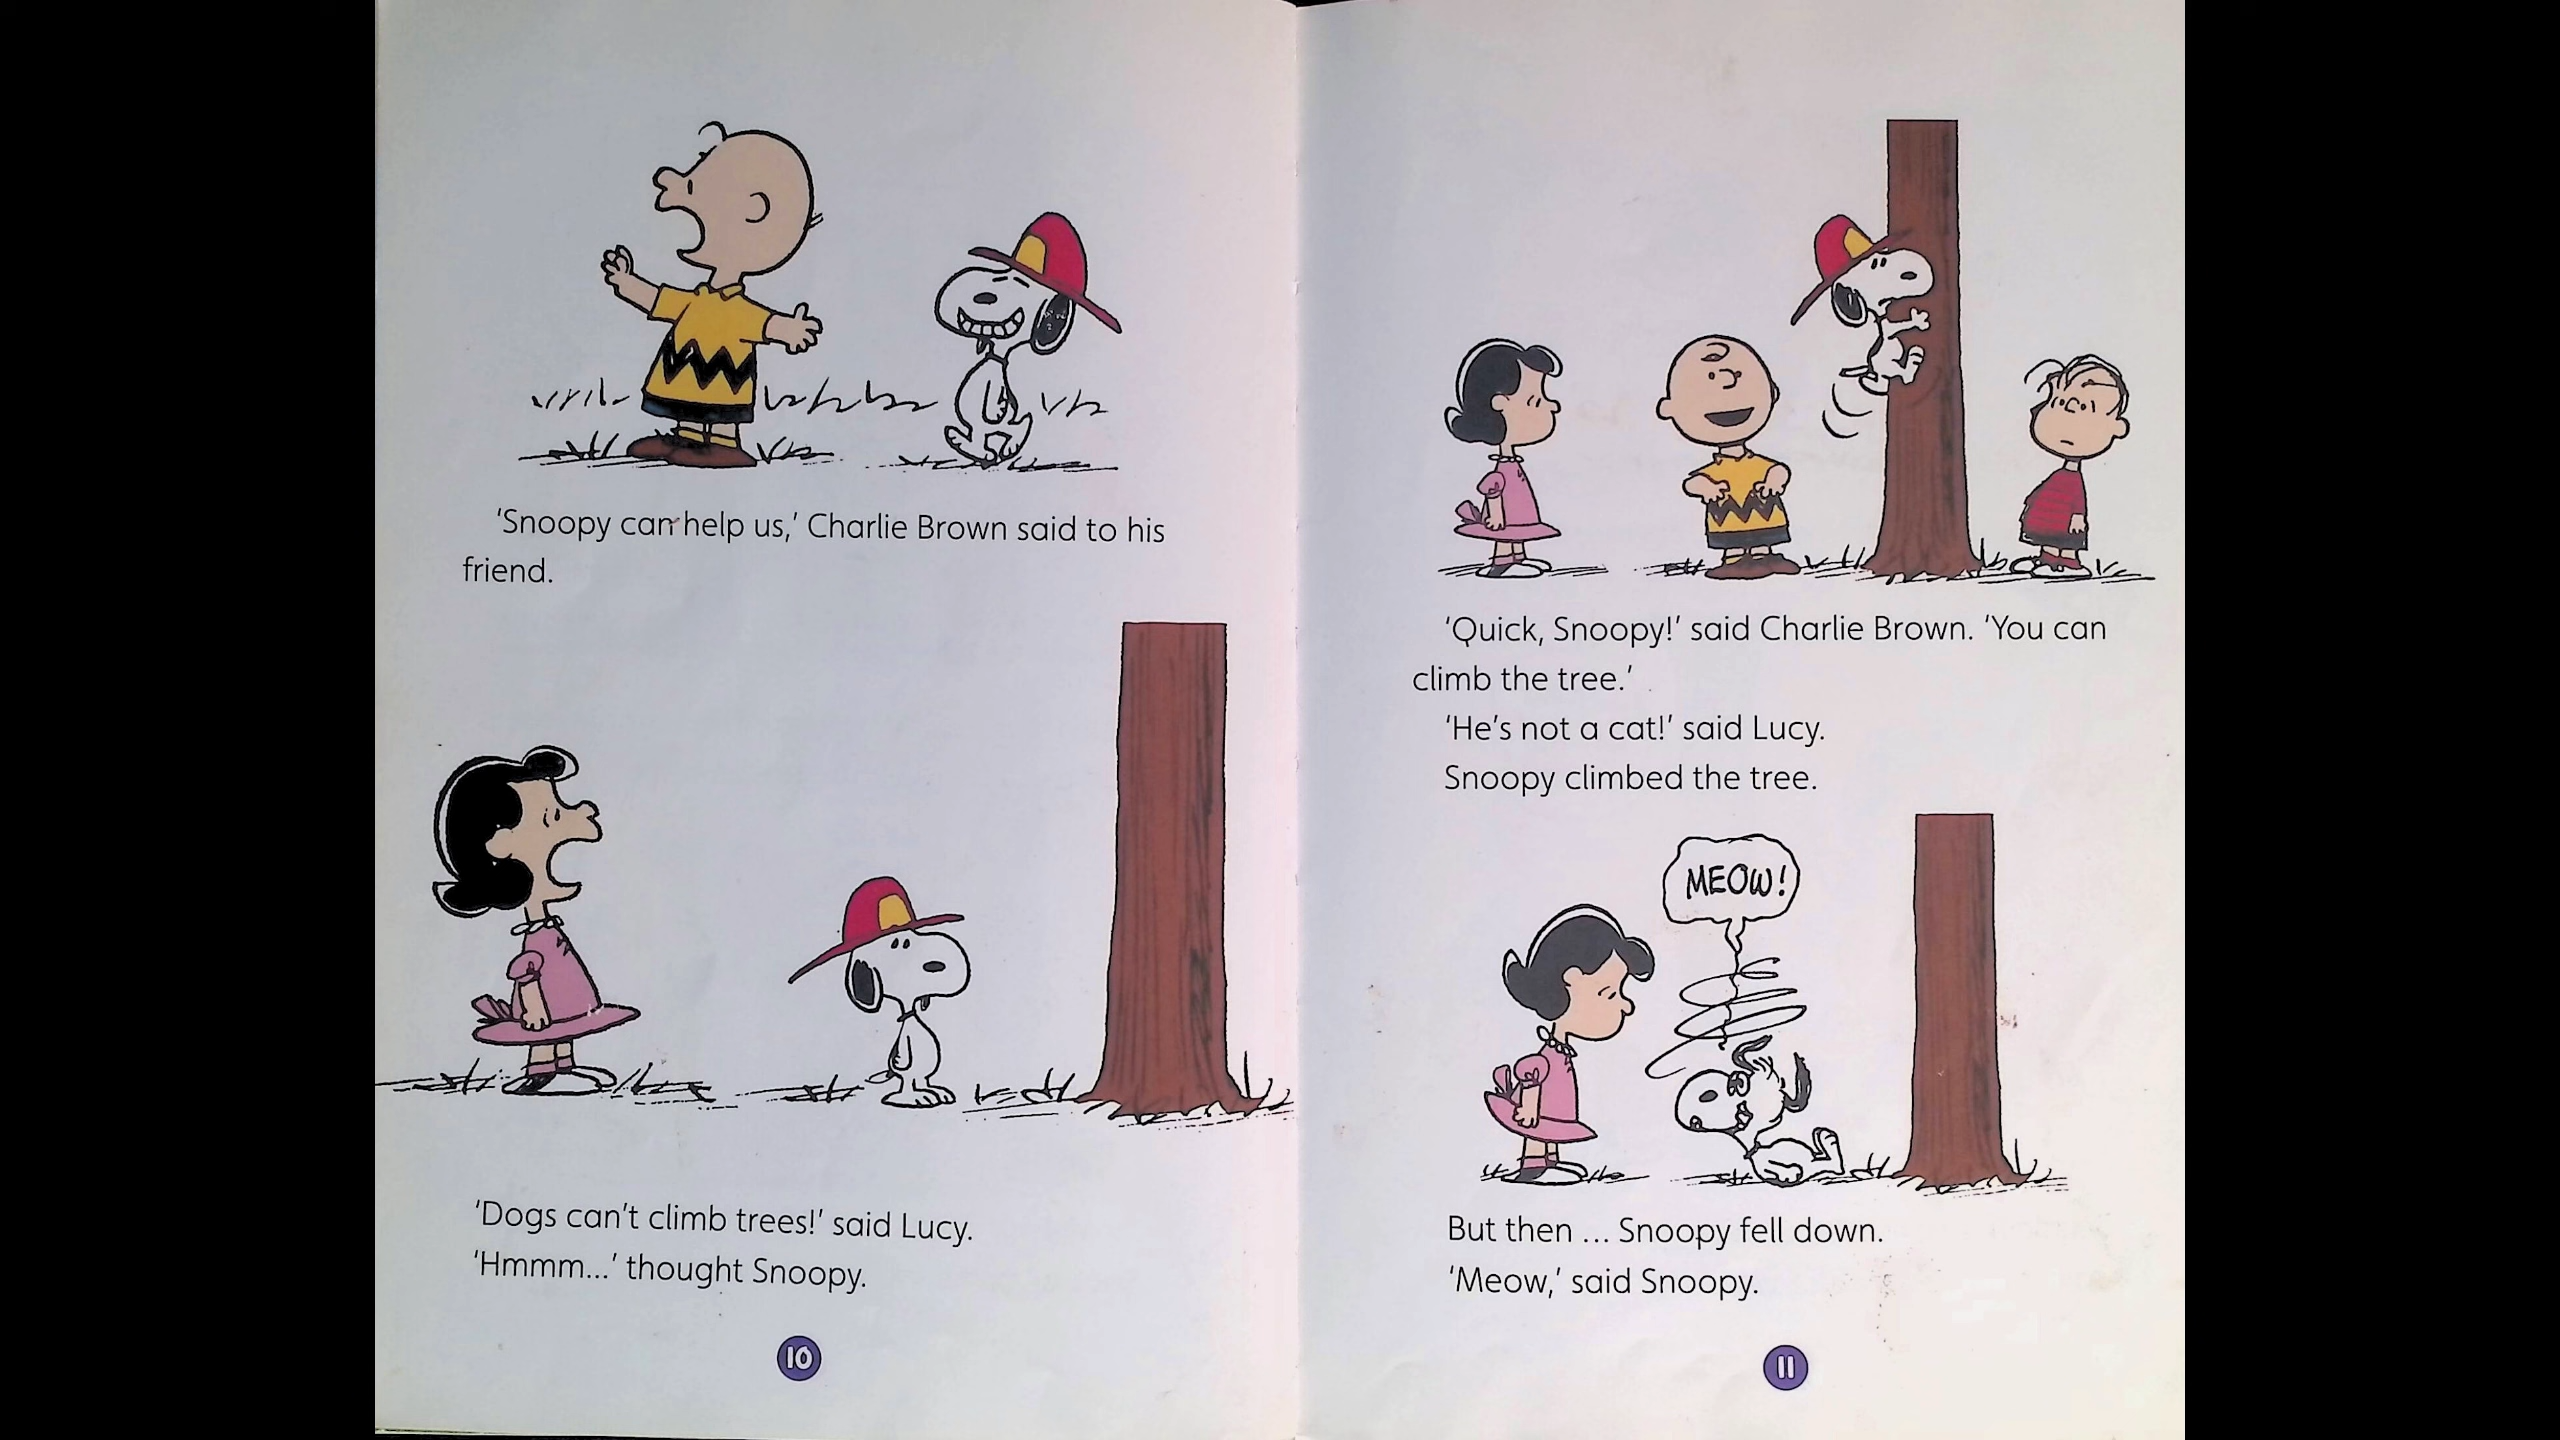 'Snoopy can help us,' Charlie Brown said to his
friend.
'Dogs can't climb trees!' said Lucy.
'Hmmm...' thought Snoopy.
10
'Quick, Snoopy!' said Charlie Brown. 'You can
climb the tree.'
'He's not a cat!' said Lucy.
Snoopy climbed the tree.
MEOW!
But then ... Snoopy fell down.
'Meow,' said Snoopy.
11